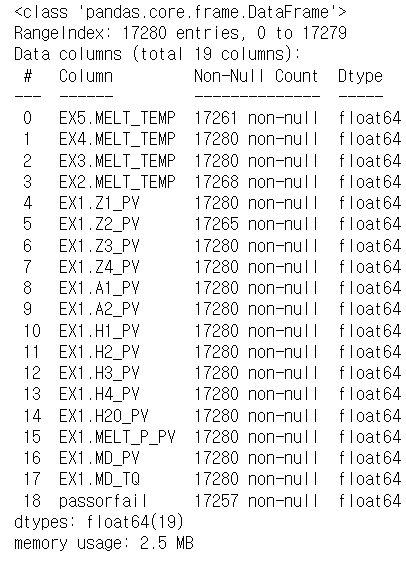 <class 'pandas.core.frame.DataFrame'>
RangeIndex: 17280 entries, 0 to 17279
Data columns (total 19 columns):
 #   Column         Non-Null Count  Dtype
---  ------         --------------  -----
 0   EX5.MELT_TEMP  17261 non-null  float64
 1   EX4.MELT_TEMP  17280 non-null  float64
 2   EX3.MELT_TEMP  17280 non-null  float64
 3   EX2.MELT_TEMP  17268 non-null  float64
 4   EX1.Z1_PV      17280 non-null  float64
 5   EX1.Z2_PV      17265 non-null  float64
 6   EX1.Z3_PV      17280 non-null  float64
 7   EX1.Z4_PV      17280 non-null  float64
 8   EX1.A1_PV      17280 non-null  float64
 9   EX1.A2_PV      17280 non-null  float64
 10  EX1.H1_PV      17280 non-null  float64
 11  EX1.H2_PV      17280 non-null  float64
 12  EX1.H3_PV      17280 non-null  float64
 13  EX1.H4_PV      17280 non-null  float64
 14  EX1.H2O_PV     17280 non-null  float64
 15  EX1.MELT_P_PV  17280 non-null  float64
 16  EX1.MD_PV      17280 non-null  float64
 17  EX1.MD_TQ      17280 non-null  float64
 18  passorfail     17257 non-null  float64
dtypes: float64(19)
memory usage: 2.5 MB